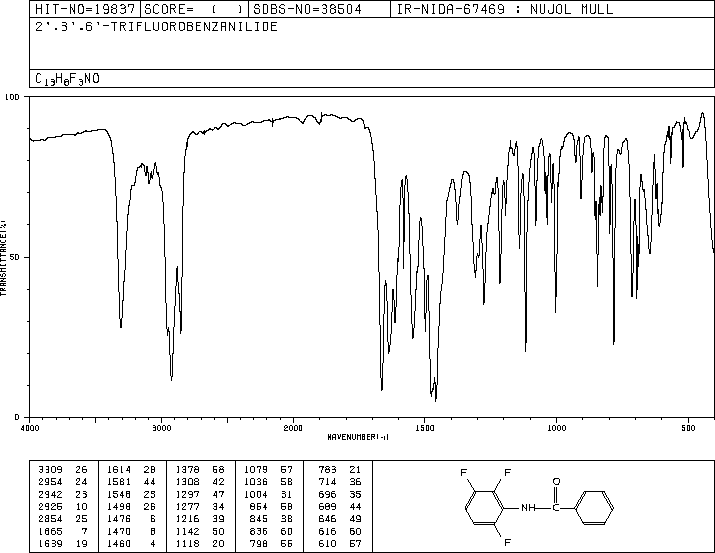 HIT-NO=19837 SCORE= ( ) SDBS-NO=38504 IR-NIDA-67469 : NUJOL MULL
2',3',6'-TRIFLUOROBENZANILIDE
C13H8F3NO
100
50
0
TRANSMITTANCE(%)
4000 3000 2000 1500 1000 500
WAVENUMBER(-1)
3309 26 1614 28 1378 58 1079 57 783 21
2954 24 1581 44 1308 42 1036 58 714 36
2942 23 1548 23 1297 47 1004 31 696 35
2925 10 1498 26 1277 34 854 58 689 44
2854 25 1476 6 1216 39 845 38 646 49
1665 7 1470 8 1142 50 836 60 616 50
1639 19 1460 4 1118 20 798 55 610 57
F F
O
NH C
F